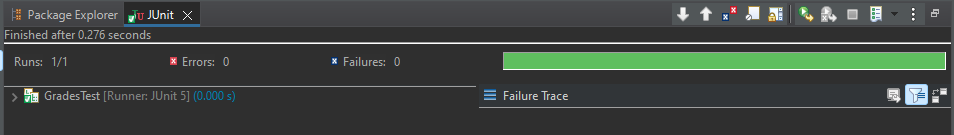 Package Explorer JUnit
Finished after 0.276 seconds
Runs: 1/1 Errors: 0 Failures: 0
GradesTest [Runner: JUnit 5] (0.000 s)
Failure Trace